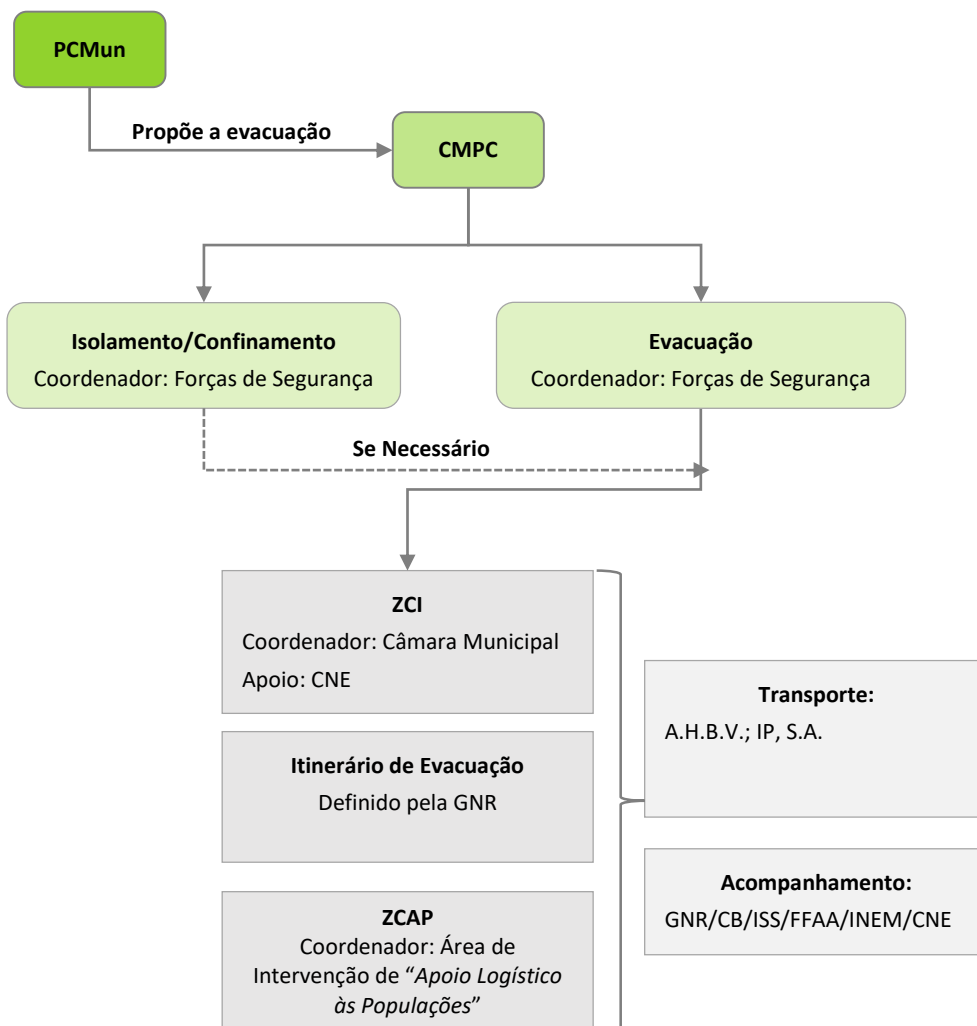 PCMun
Propõe a evacuação
CMPC
Isolamento/Confinamento
Coordenador: Forças de Segurança
Evacuação
Coordenador: Forças de Segurança
Se Necessário
ZCI
Coordenador: Câmara Municipal
Apoio: CNE
Itinerário de Evacuação
Definido pela GNR
ZCAP
Coordenador: Área de
Intervenção de “Apoio Logístico
às Populações”
Transporte:
A.H.B.V.; IP, S.A.
Acompanhamento:
GNR/CB/ISS/FFAA/INEM/CNE